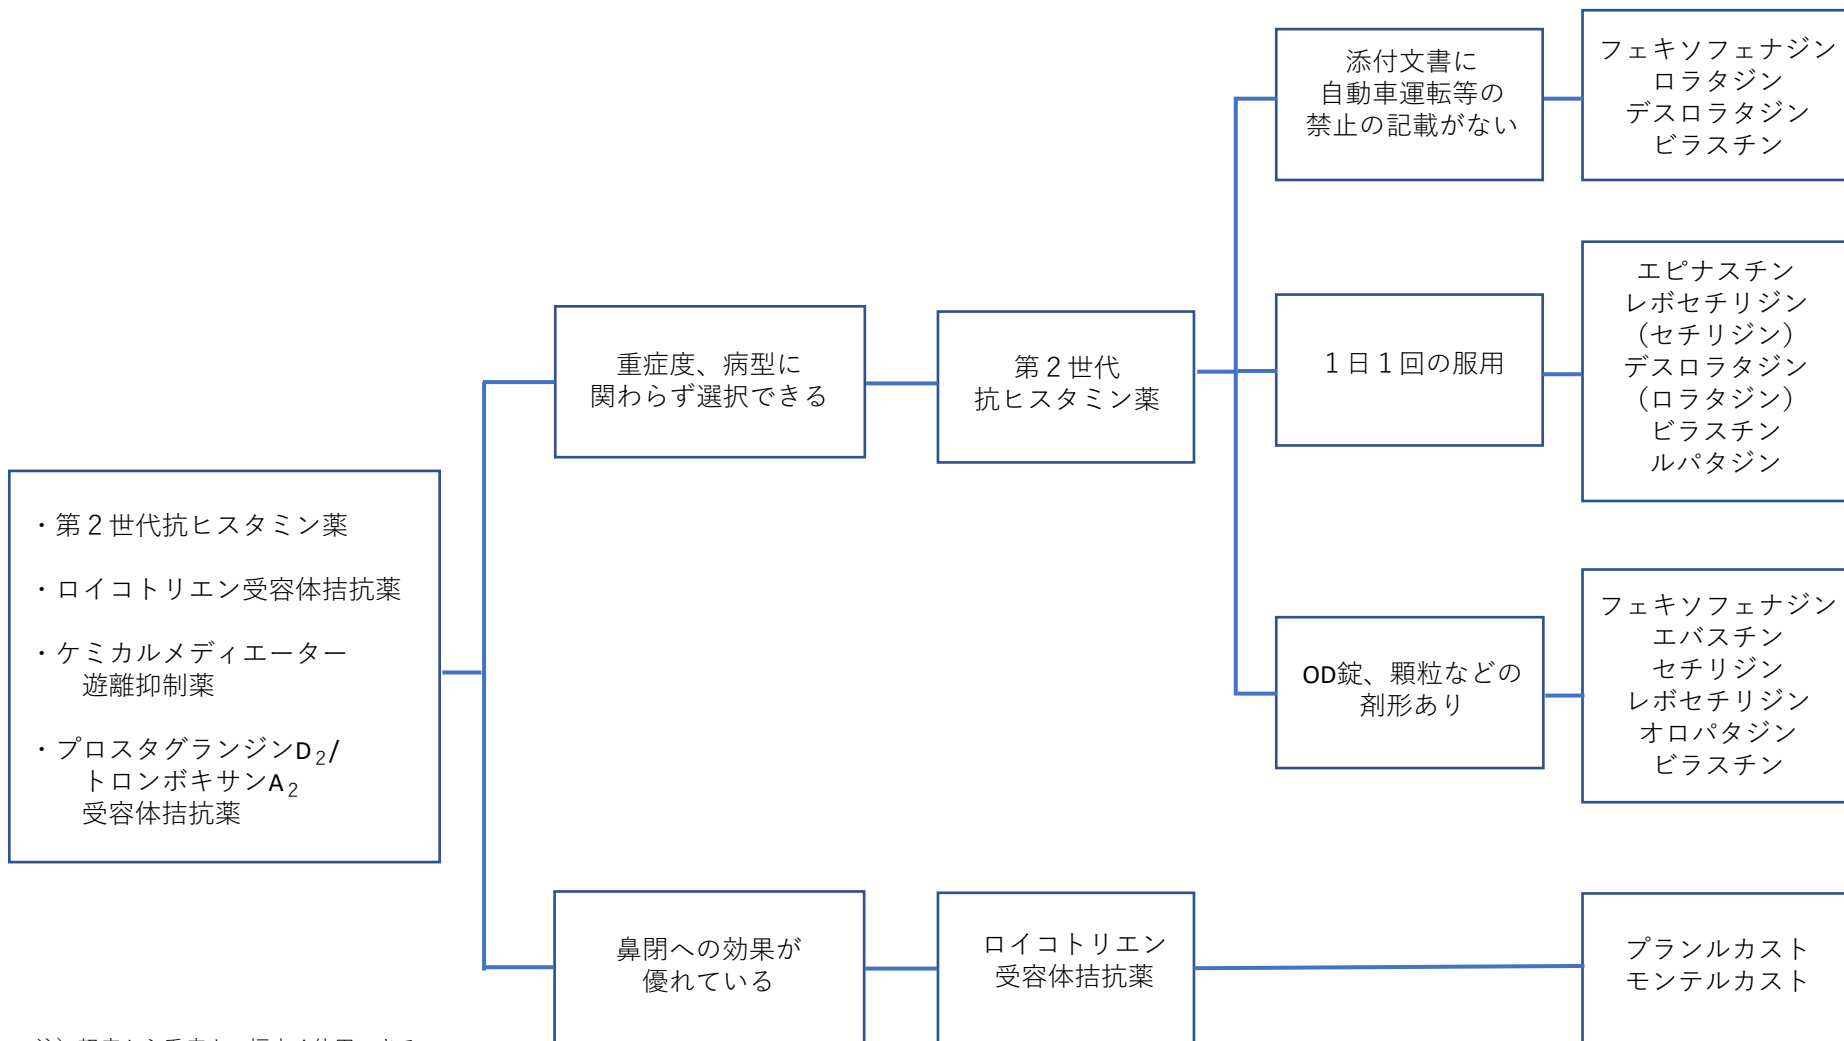 ・第２世代抗ヒスタミン薬
・ロイコトリエン受容体拮抗薬
・ケミカルメディエーター
遊離抑制薬
・プロスタグランジンD₂/
トロンボキサンA₂
受容体拮抗薬
重症度、病型に
関わらず選択できる
第２世代
抗ヒスタミン薬
添付文書に
自動車運転等の
禁止の記載がない
フェキソフェナジン
ロラタジン
デスロラタジン
ビラスチン
１日１回の服用
エピナスチン
レボセチリジン
（セチリジン）
デスロラタジン
（ロラタジン）
ビラスチン
ルパタジン
OD錠、顆粒などの
剤形あり
フェキソフェナジン
エバスチン
セチリジン
レボセチリジン
オロパタジン
ビラスチン
鼻閉への効果が
優れている
ロイコトリエン
受容体拮抗薬
プランルカスト
モンテルカスト